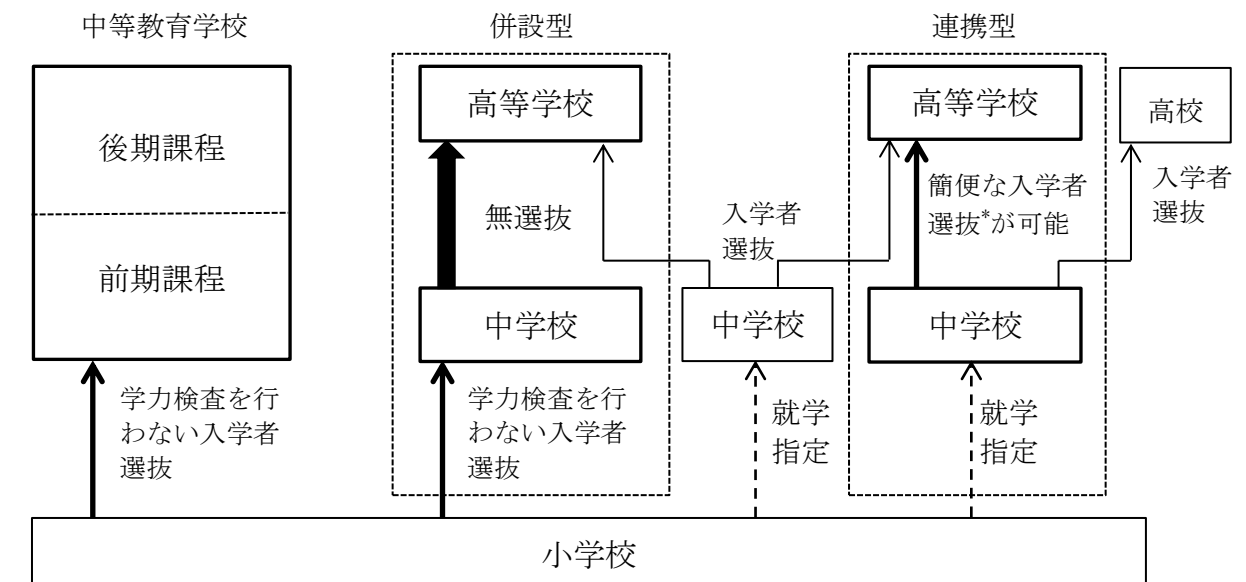 中等教育学校
併設型
連携型
後期課程
前期課程
高等学校
無選抜
中学校
入学者
選抜
中学校
高等学校
簡便な入学者
選抜*が可能
中学校
高校
入学者
選抜
学力検査を行
わない入学者
選抜
学力検査を行
わない入学者
選抜
就学
指定
就学
指定
小学校